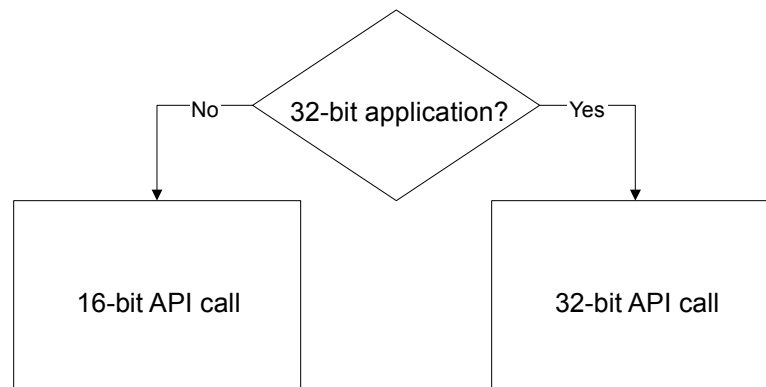 32-bit application?
No
Yes
16-bit API call
32-bit API call